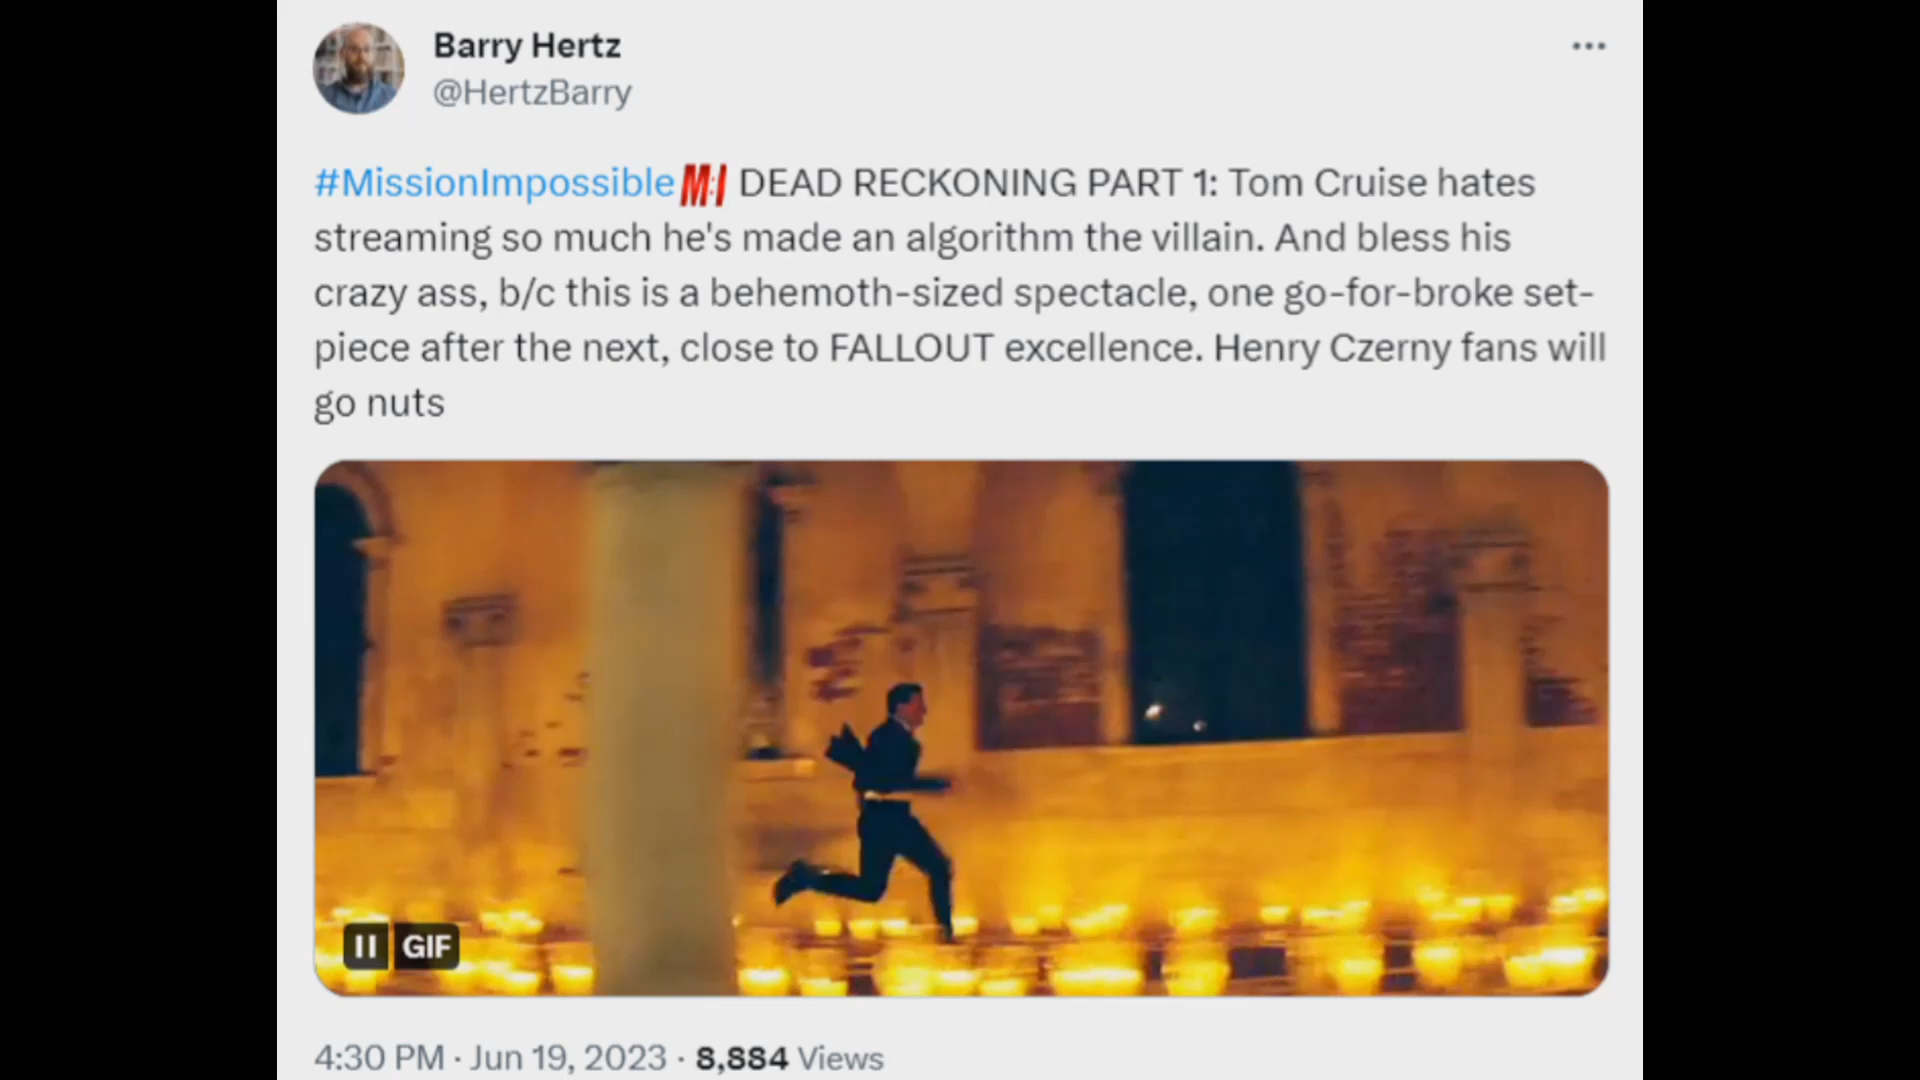 Barry Hertz
@HertzBarry
#MissionImpossible M:I DEAD RECKONING PART 1: Tom Cruise hates
streaming so much he's made an algorithm the villain. And bless his
crazy ass, b/c this is a behemoth-sized spectacle, one go-for-broke set-
piece after the next, close to FALLOUT excellence. Henry Czerny fans will
go nuts
GIF
4:30 PM · Jun 19, 2023 · 8,884 Views